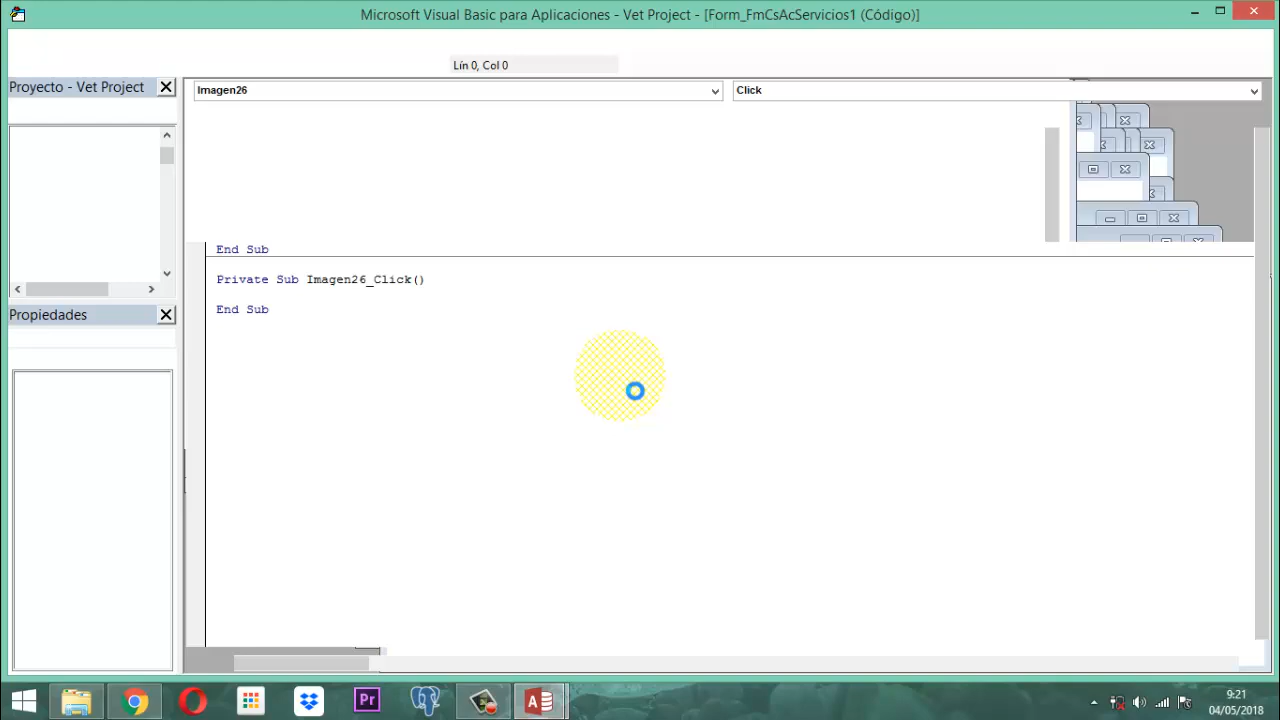 Microsoft Visual Basic para Aplicaciones - Vet Project - [Form_FmCsAcServicios1 (Código)]
Lín 0, Col 0
Proyecto - Vet Project
Imagen26
Click
End Sub
Private Sub Imagen26_Click()
End Sub
Propiedades
Pr
A
9:21
04/05/2018